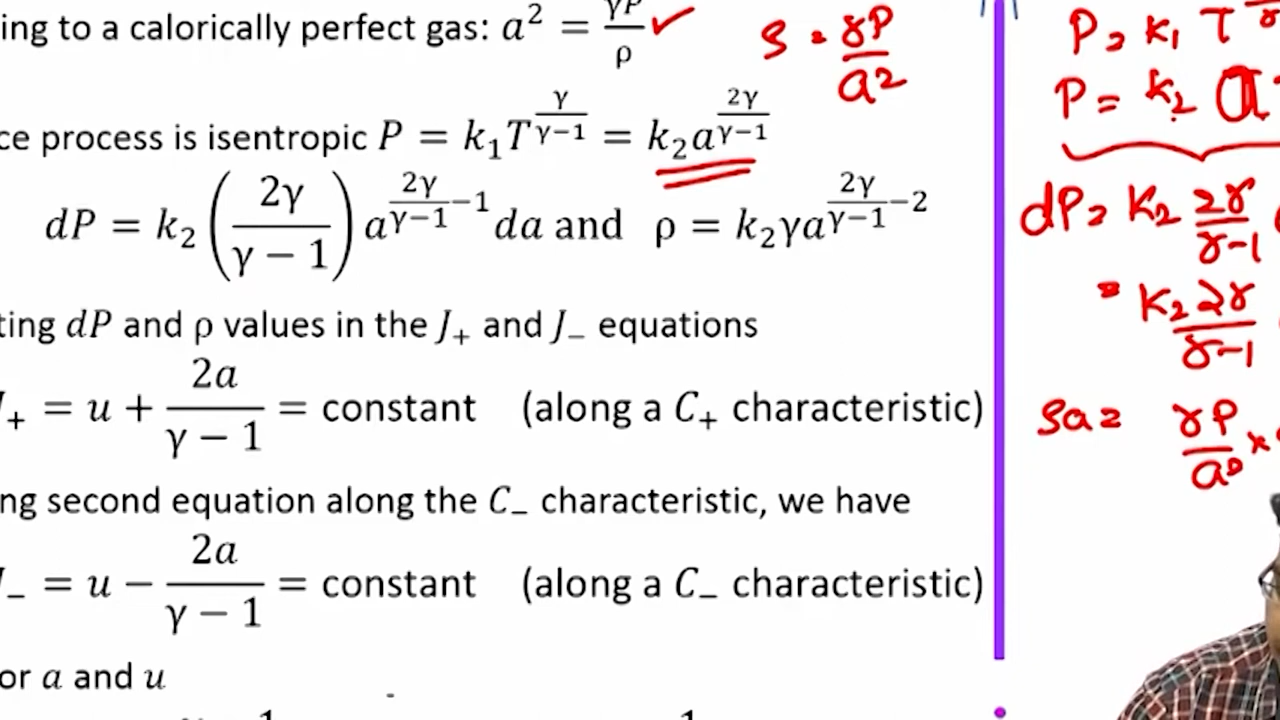 ing to a calorically perfect gas: a² = γP/ρ ✓
ρ = γP/a²
ce process is isentropic P = k₁T^(γ/(γ−1)) = k₂a^(2γ/(γ−1))
dP = k₂ (2γ/(γ − 1)) a^(2γ/(γ−1) −1) da and ρ = k₂γa^(2γ/(γ−1) −2)
ting dP and ρ values in the J₊ and J₋ equations
₊ = u + 2a/(γ − 1) = constant (along a C₊ characteristic)
ng second equation along the C₋ characteristic, we have
₋ = u − 2a/(γ − 1) = constant (along a C₋ characteristic)
or a and u
P = k₁ T
P = k₂ a
dP = k₂ 2γ/(γ−1)
= k₂ 2γ/(γ−1)
ρa = γP/a² ×